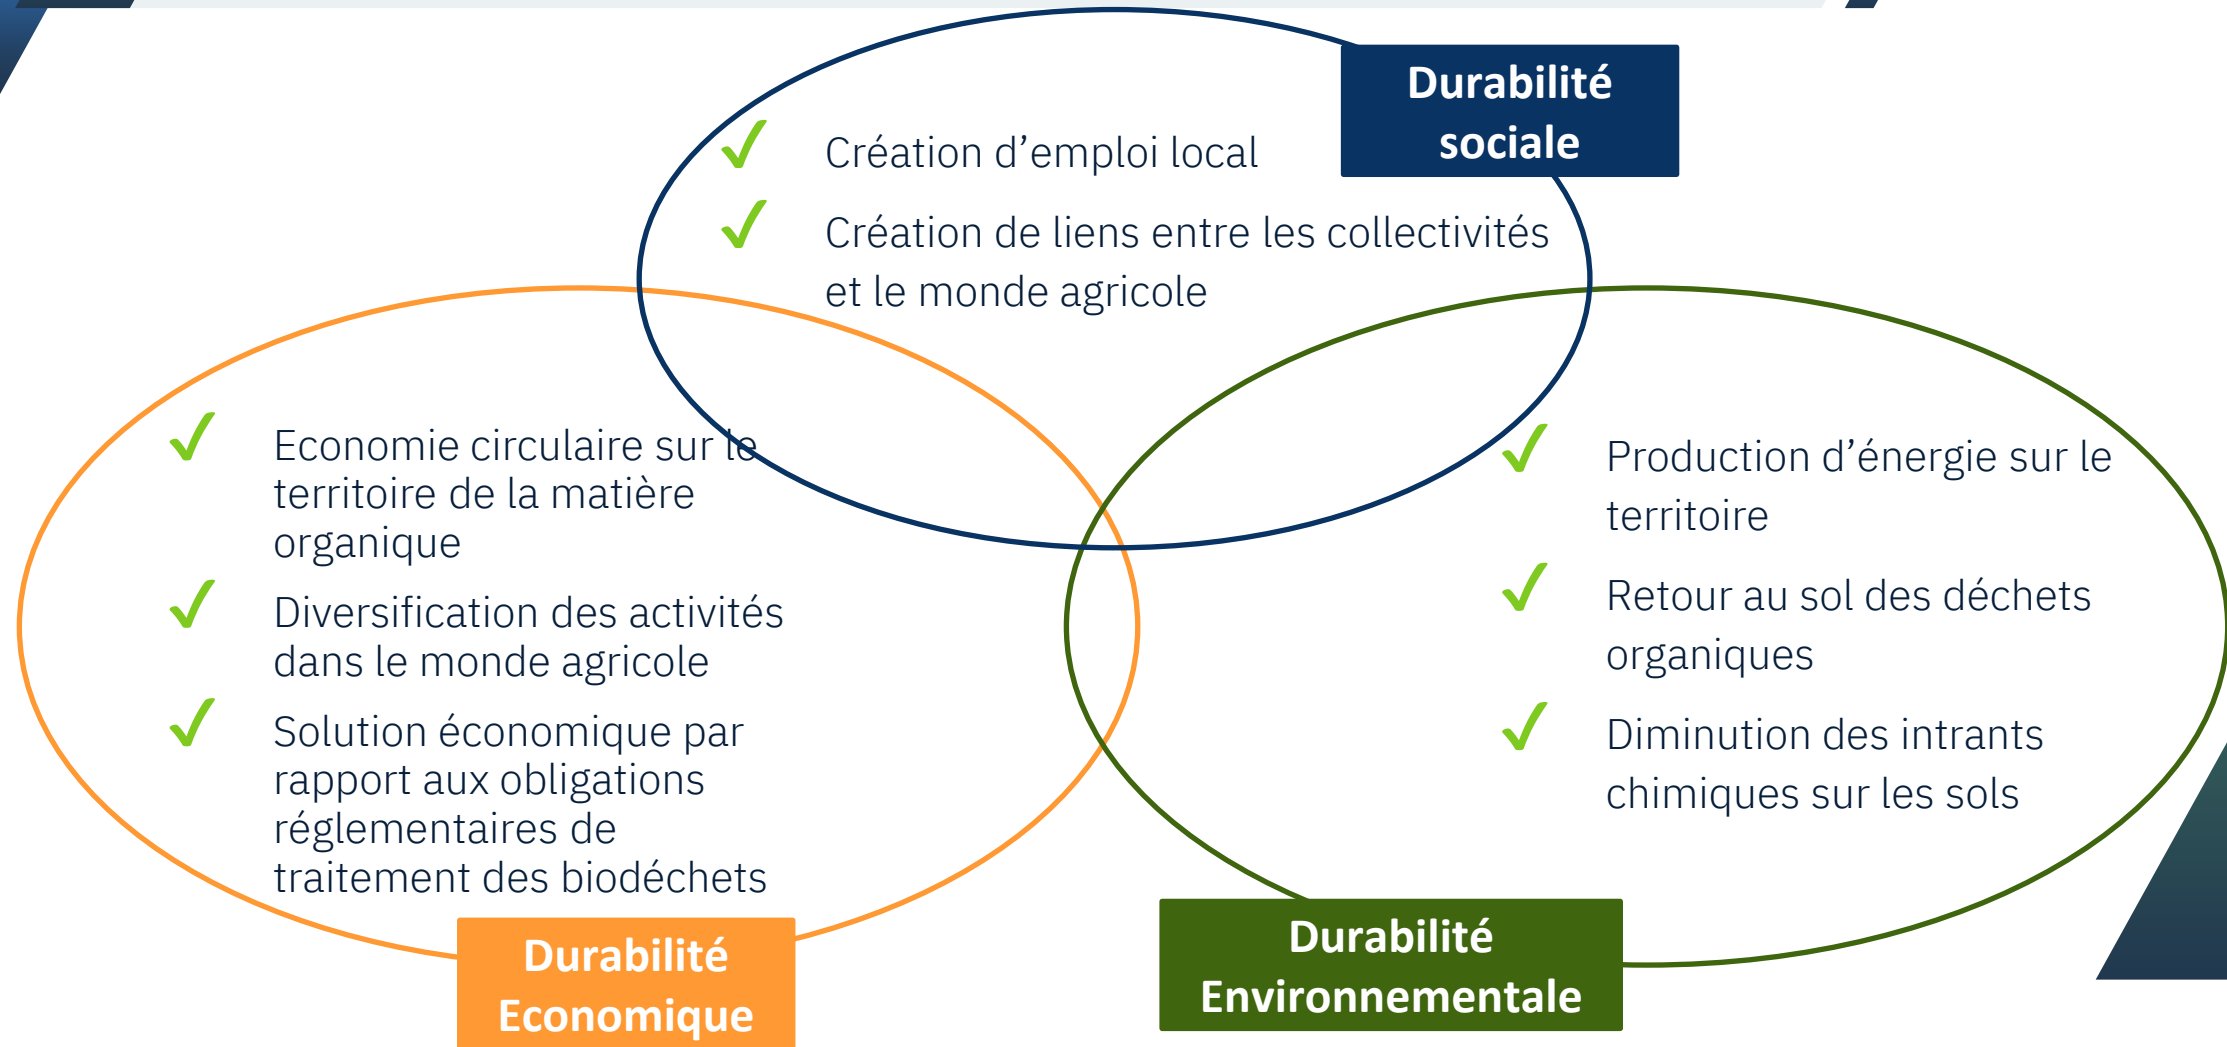 Durabilité
sociale
Création d’emploi local
Création de liens entre les collectivités
et le monde agricole
Economie circulaire sur le
territoire de la matière
organique
Diversification des activités
dans le monde agricole
Solution économique par
rapport aux obligations
réglementaires de
traitement des biodéchets
Durabilité
Economique
Production d’énergie sur le
territoire
Retour au sol des déchets
organiques
Diminution des intrants
chimiques sur les sols
Durabilité
Environnementale